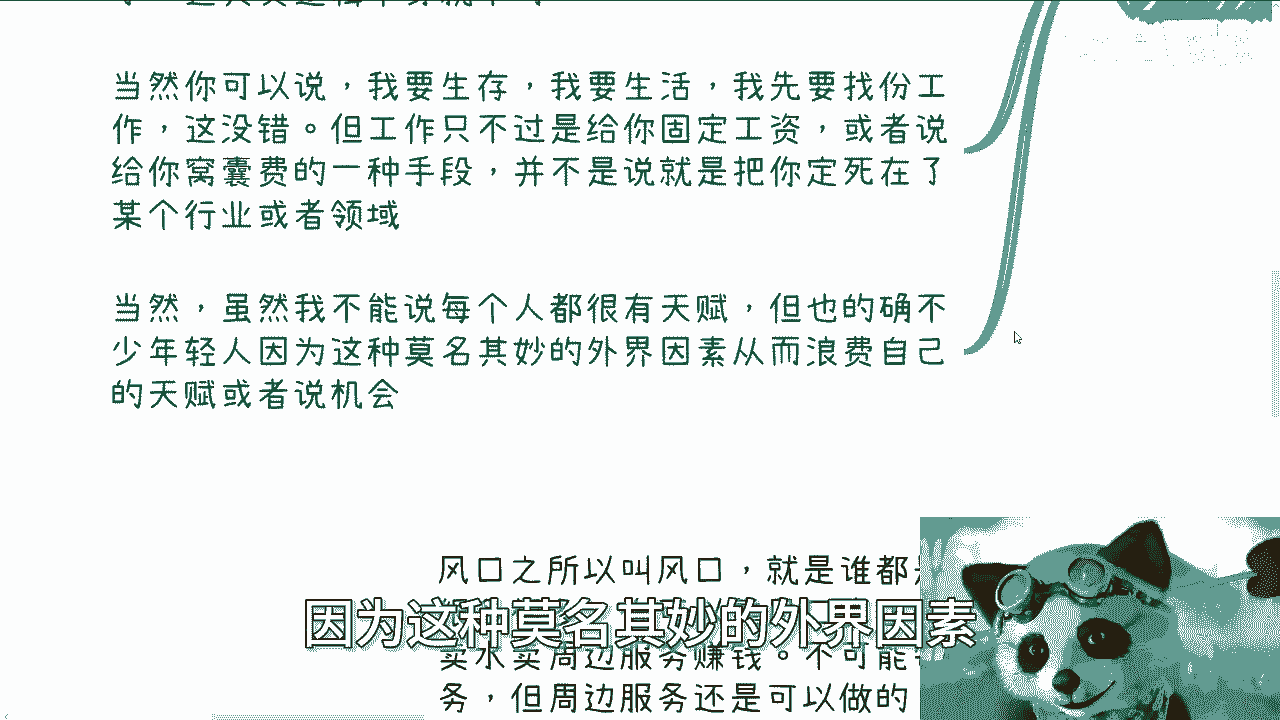 当然你可以说，我要生存，我要生活，我先要找份工
作，这没错。但工作只不过是给你固定工资，或者说
给你窝囊费的一种手段，并不是说就是把你定死在了
某个行业或者领域
当然，虽然我不能说每个人都很有天赋，但也的确不
少年轻人因为这种莫名其妙的外界因素从而浪费自己
的天赋或者说机会
风口之所以叫风口，就是谁都
因为这种莫名其妙的外界因素
卖水卖周边服务赚钱。不可能
务，但周边服务还是可以做的